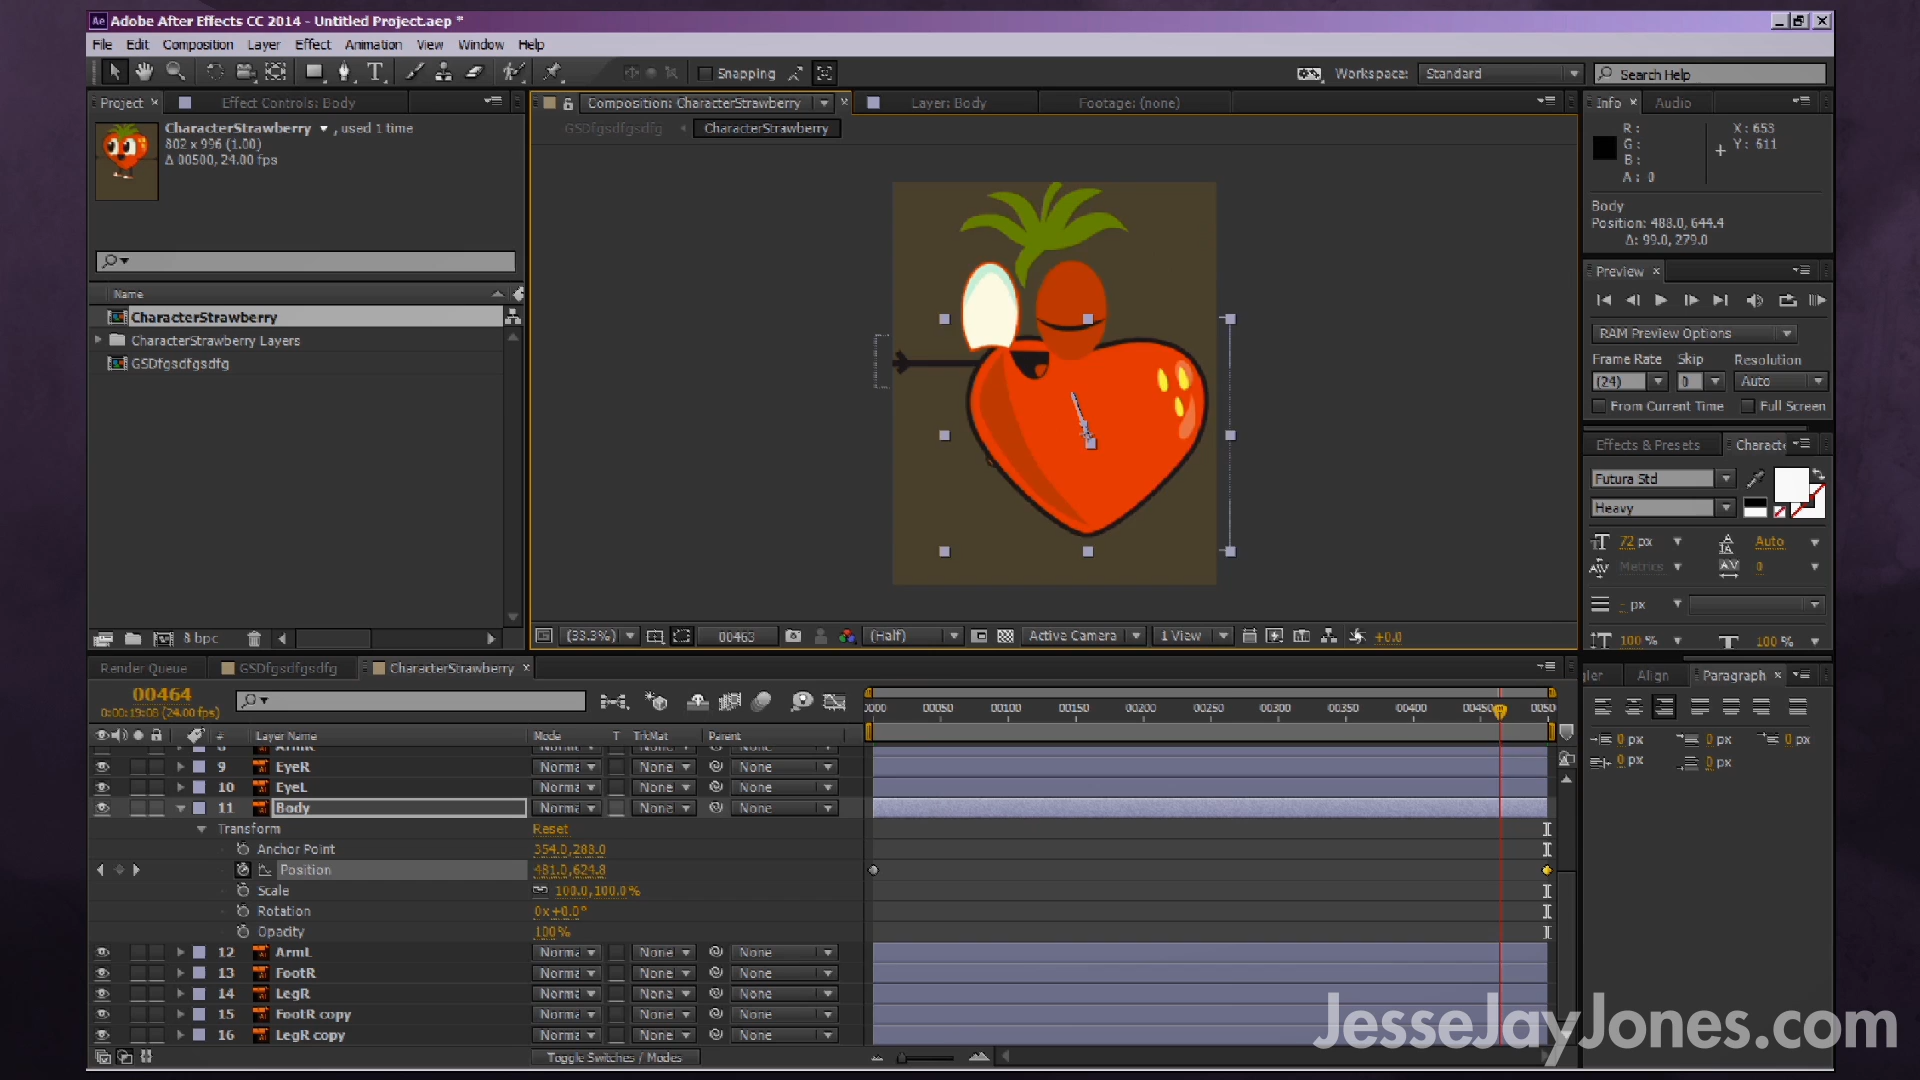 Adobe After Effects CC 2014 - Untitled Project.aep *
File Edit Composition Layer Effect Animation View Window Help
Snapping
Workspace: Standard
Search Help
Project
Effect Controls: Body
Composition: CharacterStrawberry
Layer: Body
Footage: (none)
Info
Audio
CharacterStrawberry , used 1 time
802 x 996 (1.00)
Δ 00500, 24.00 fps
GSDfgsdfgsdfg
CharacterStrawberry
R :
G :
B :
A : 0
X : 653
Y : 611
Body
Position: 488.0, 644.4
Δ: 99.0, 279.0
Preview
RAM Preview Options
Frame Rate Skip Resolution
(24) 0 Auto
From Current Time Full Screen
Name
CharacterStrawberry
CharacterStrawberry Layers
GSDfgsdfgsdfg
Effects & Presets
Characte
Futura Std
Heavy
72 px Auto
Metrics 0
- px
100 % 100 %
8 bpc
(33.3%) 00463 (Half) Active Camera 1 View +0.0
Render Queue
GSDfgsdfgsdfg
CharacterStrawberry
gler
Align
Paragraph
00464
0:00:19:08 (24.00 fps)
0000 00050 00100 00150 00200 00250 00300 00350 00400 00450 0050
# Layer Name Mode T TrkMat Parent
8 ArmR Norma None None
9 EyeR Norma None None
10 EyeL Norma None None
11 Body Norma None None
Transform Reset
Anchor Point 354.0,288.0
Position 481.0,624.8
Scale 100.0,100.0 %
Rotation 0x+0.0°
Opacity 100 %
12 ArmL Norma None None
13 FootR Norma None None
14 LegR Norma None None
15 FootR copy Norma None None
16 LegR copy Norma None None
Toggle Switches / Modes
0 px 0 px 0 px
0 px 0 px
JesseJayJones.com